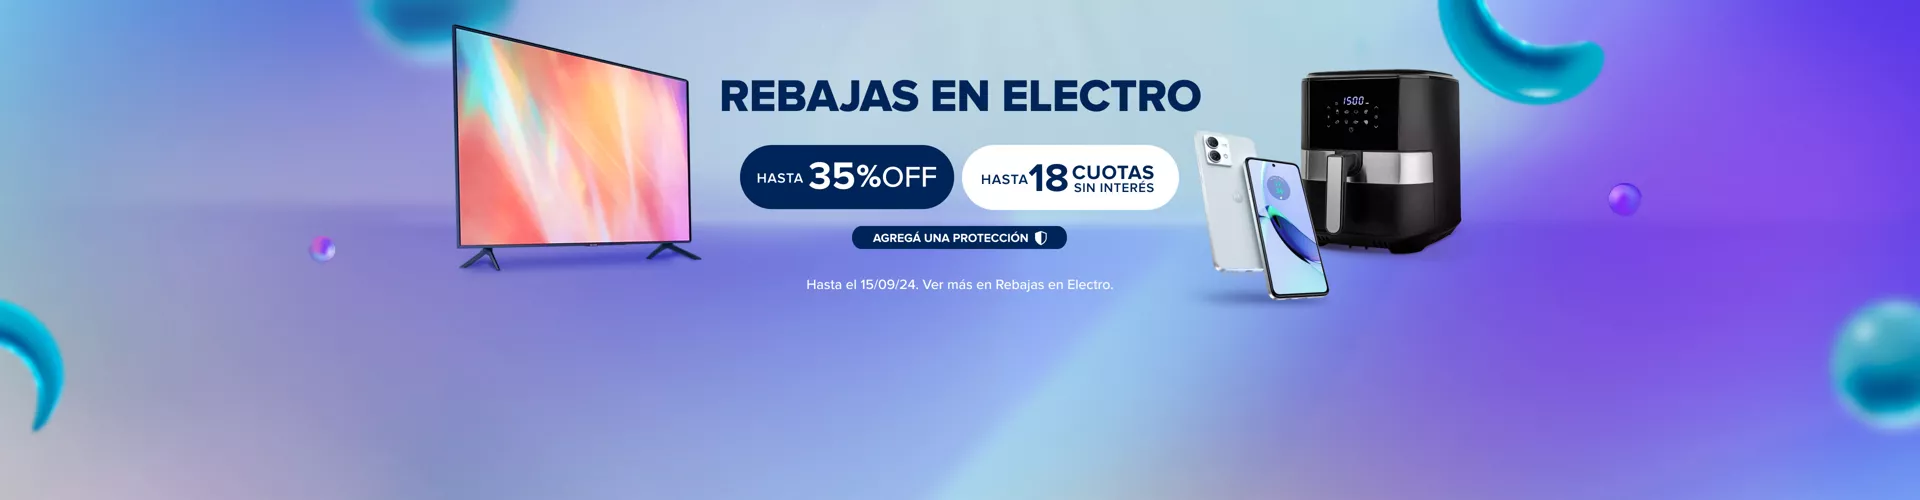 REBAJAS EN ELECTRO
HASTA 35%OFF
HASTA 18 CUOTAS SIN INTERÉS
AGREGÁ UNA PROTECCIÓN
Hasta el 15/09/24. Ver más en Rebajas en Electro.
1500